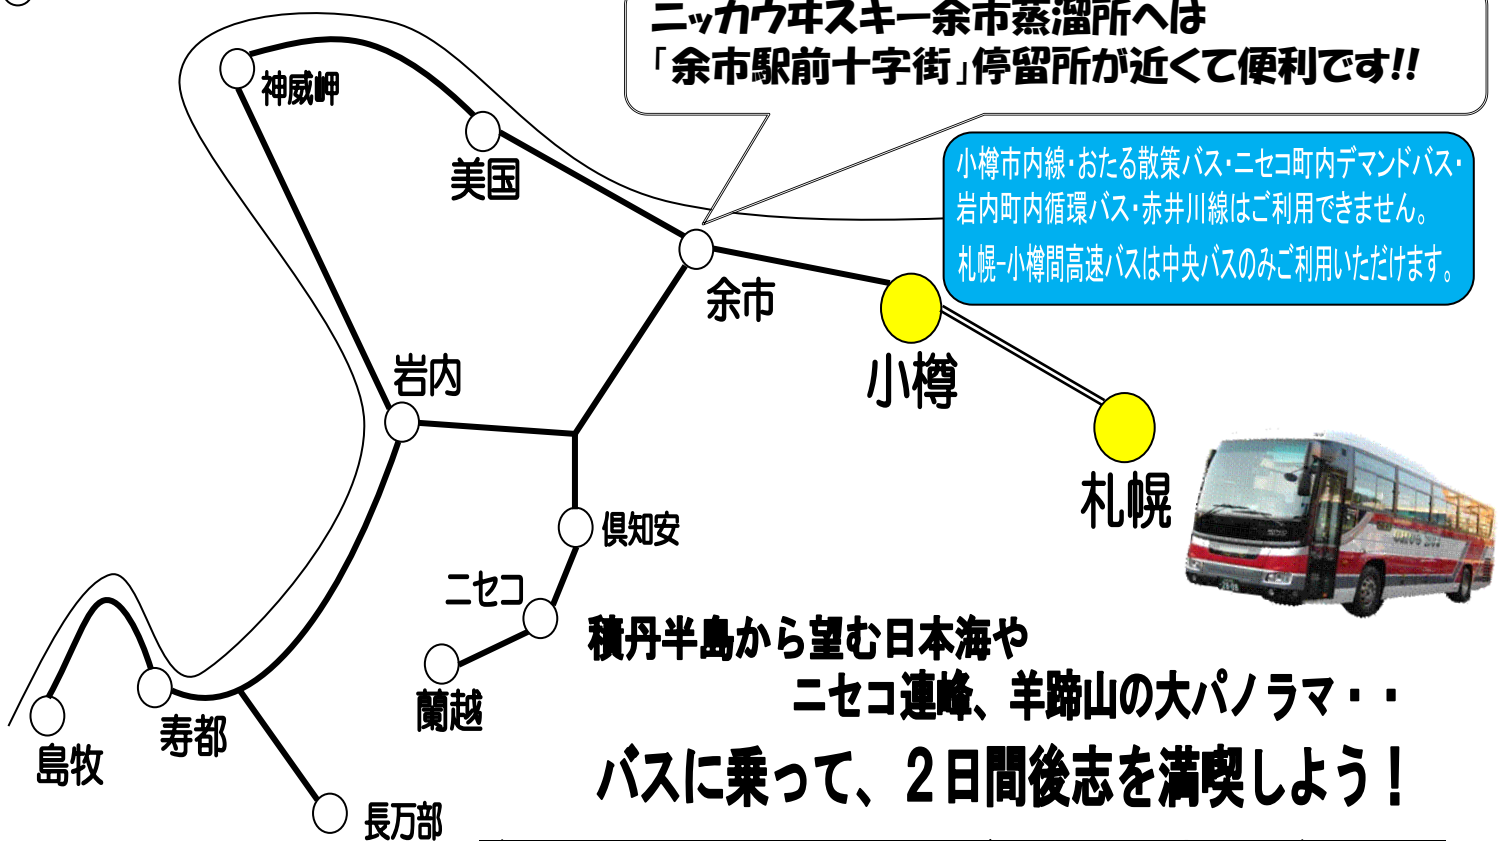 ニッカウヰスキー余市蒸溜所へは
「余市駅前十字街」停留所が近くて便利です!!
小樽市内線・おたる散策バス・ニセコ町内デマンドバス・
岩内町内循環バス・赤井川線はご利用できません。
札幌-小樽間高速バスは中央バスのみご利用いただけます。
神威岬
美国
余市
小樽
札幌
岩内
倶知安
ニセコ
蘭越
寿都
島牧
長万部
積丹半島から望む日本海や
ニセコ連峰、羊蹄山の大パノラマ・・
バスに乗って、２日間後志を満喫しよう！